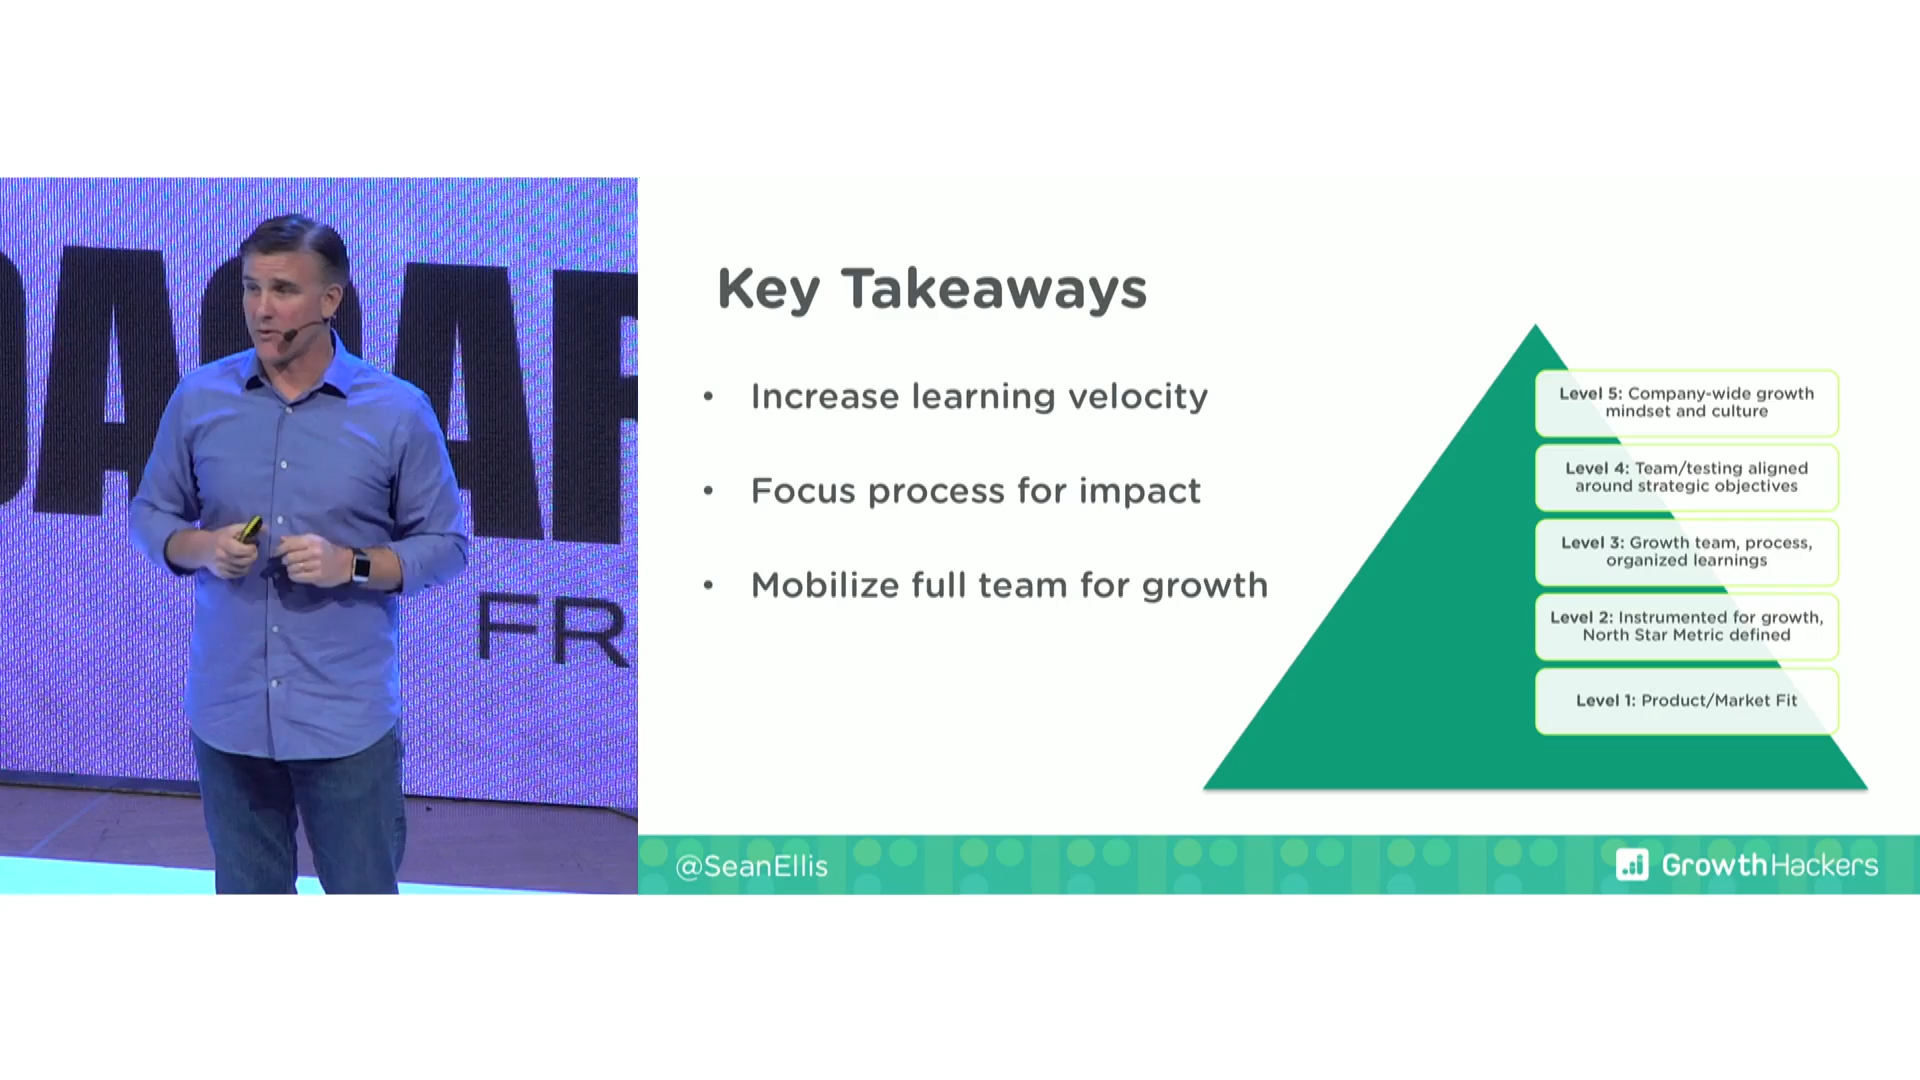 FR
Key Takeaways
• Increase learning velocity
• Focus process for impact
• Mobilize full team for growth
Level 5: Company-wide growth
mindset and culture
Level 4: Team/testing aligned
around strategic objectives
Level 3: Growth team, process,
organized learnings
Level 2: Instrumented for growth,
North Star Metric defined
Level 1: Product/Market Fit
@SeanEllis
GrowthHackers